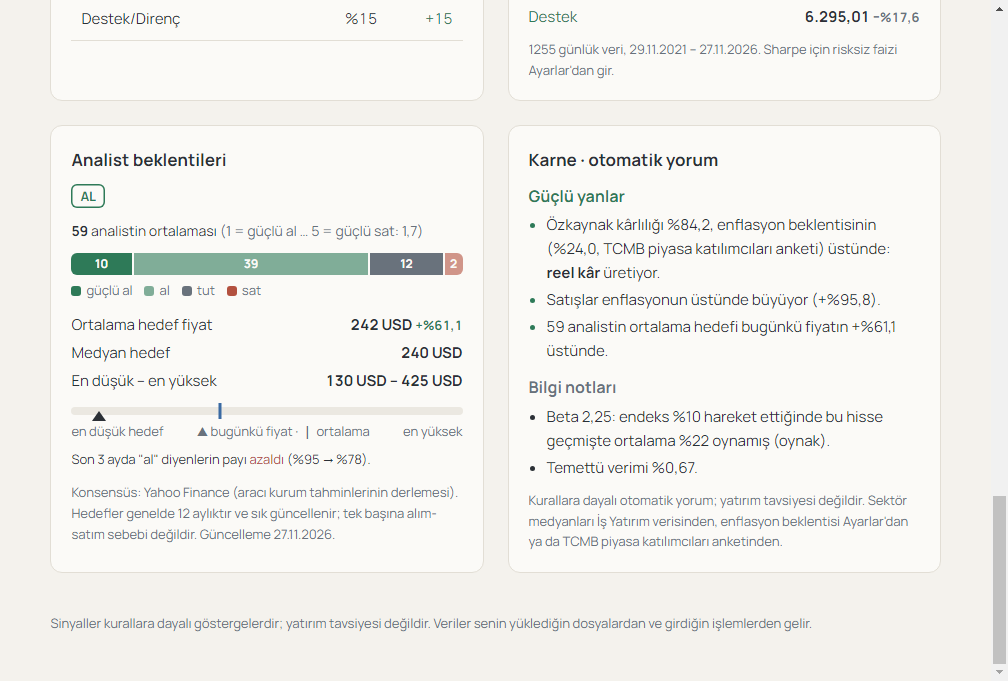 Destek/Direnç %15 +15
Destek 6.295,01 −%17,6
1255 günlük veri, 29.11.2021 – 27.11.2026. Sharpe için risksiz faizi
Ayarlar'dan gir.
Analist beklentileri
AL
59 analistin ortalaması (1 = güçlü al … 5 = güçlü sat: 1,7)
10 39 12 2
güçlü al al tut sat
Ortalama hedef fiyat 242 USD +%61,1
Medyan hedef 240 USD
En düşük – en yüksek 130 USD – 425 USD
en düşük hedef ▲ bugünkü fiyat · | ortalama en yüksek
Son 3 ayda "al" diyenlerin payı azaldı (%95 → %78).
Konsensüs: Yahoo Finance (aracı kurum tahminlerinin derlemesi).
Hedefler genelde 12 aylıktır ve sık güncellenir; tek başına alım-
satım sebebi değildir. Güncelleme 27.11.2026.
Karne · otomatik yorum
Güçlü yanlar
• Özkaynak kârlılığı %84,2, enflasyon beklentisinin
(%24,0, TCMB piyasa katılımcıları anketi) üstünde:
reel kâr üretiyor.
• Satışlar enflasyonun üstünde büyüyor (+%95,8).
• 59 analistin ortalama hedefi bugünkü fiyatın +%61,1
üstünde.
Bilgi notları
• Beta 2,25: endeks %10 hareket ettiğinde bu hisse
geçmişte ortalama %22 oynamış (oynak).
• Temettü verimi %0,67.
Kurallara dayalı otomatik yorum; yatırım tavsiyesi değildir. Sektör
medyanları İş Yatırım verisinden, enflasyon beklentisi Ayarlar'dan
ya da TCMB piyasa katılımcıları anketinden.
Sinyaller kurallara dayalı göstergelerdir; yatırım tavsiyesi değildir. Veriler senin yüklediğin dosyalardan ve girdiğin işlemlerden gelir.